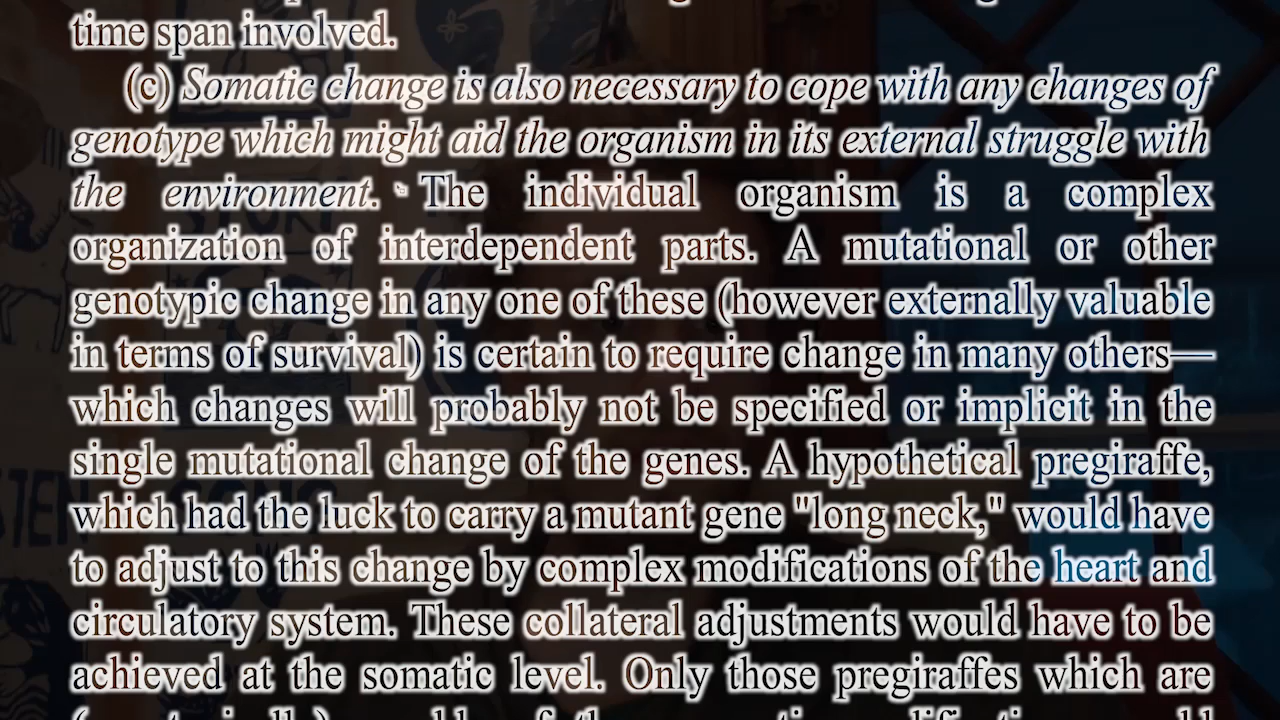 time span involved.
(c) Somatic change is also necessary to cope with any changes of
genotype which might aid the organism in its external struggle with
the environment. The individual organism is a complex
organization of interdependent parts. A mutational or other
genotypic change in any one of these (however externally valuable
in terms of survival) is certain to require change in many others—
which changes will probably not be specified or implicit in the
single mutational change of the genes. A hypothetical pregiraffe,
which had the luck to carry a mutant gene "long neck," would have
to adjust to this change by complex modifications of the heart and
circulatory system. These collateral adjustments would have to be
achieved at the somatic level. Only those pregiraffes which are